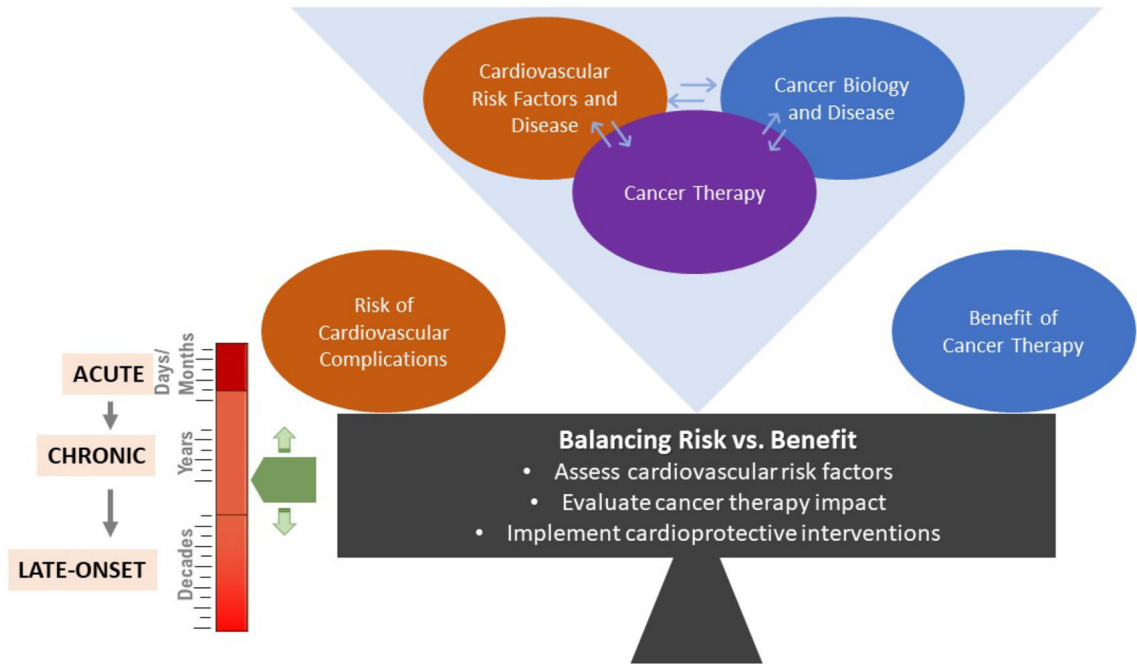 Cardiovascular
Risk Factors and
Disease
Cancer Biology
and Disease
Cancer Therapy
Risk of
Cardiovascular
Complications
Benefit of
Cancer Therapy
ACUTE
Days/
Months
CHRONIC
Years
LATE-ONSET
Decades
Balancing Risk vs. Benefit
• Assess cardiovascular risk factors
• Evaluate cancer therapy impact
• Implement cardioprotective interventions